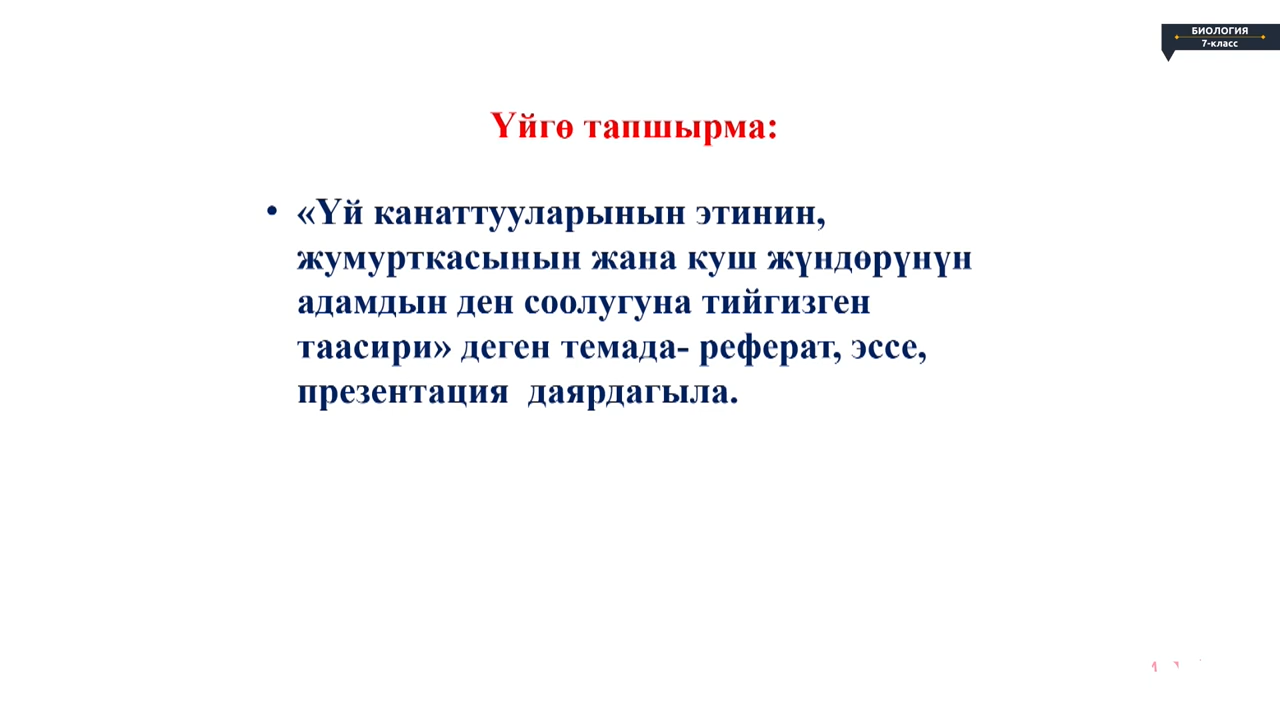 БИОЛОГИЯ
7-класс
Үйгө тапшырма:
• «Үй канаттууларынын этинин,
жумурткасынын жана куш жүндөрүнүн
адамдын ден соолугуна тийгизген
таасири» деген темада- реферат, эссе,
презентация даярдагыла.